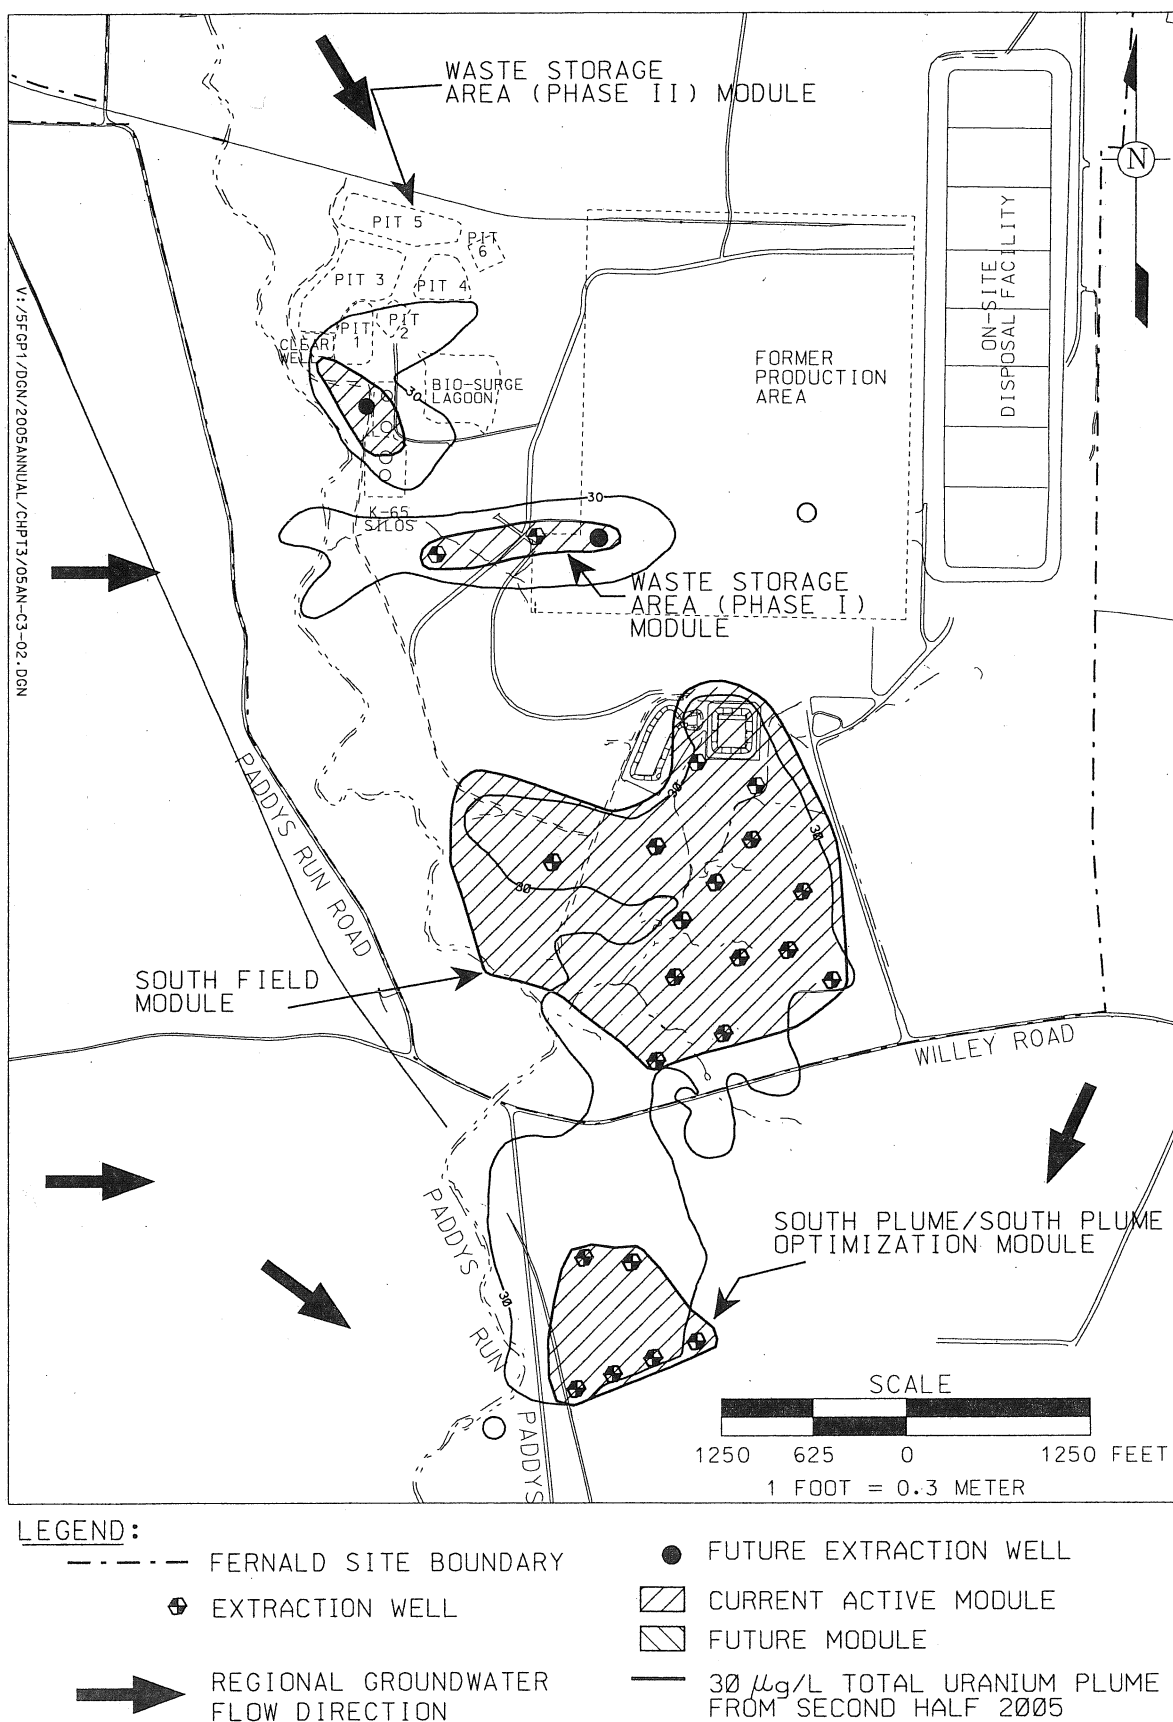 WASTE STORAGE
AREA (PHASE II) MODULE
N
PIT 5
PIT
6
PIT 3
PIT 4
PIT
1
PIT
2
CLEAR
WELL
BIO-SURGE
LAGOON
30
FORMER
PRODUCTION
AREA
ON-SITE
DISPOSAL FACILITY
V:/5FGP1/DGN/2005ANNUAL/CHPT3/05AN-C3-02.DGN
K-65
SILOS
30
WASTE STORAGE
AREA (PHASE I)
MODULE
PADDYS RUN ROAD
30
30
30
SOUTH FIELD
MODULE
WILLEY ROAD
PADDYS
RUN
30
SOUTH PLUME/SOUTH PLUME
OPTIMIZATION MODULE
PADDYS
SCALE
1250 625 0 1250 FEET
1 FOOT = 0.3 METER
LEGEND:
FERNALD SITE BOUNDARY
EXTRACTION WELL
REGIONAL GROUNDWATER
FLOW DIRECTION
FUTURE EXTRACTION WELL
CURRENT ACTIVE MODULE
FUTURE MODULE
30 µg/L TOTAL URANIUM PLUME
FROM SECOND HALF 2005